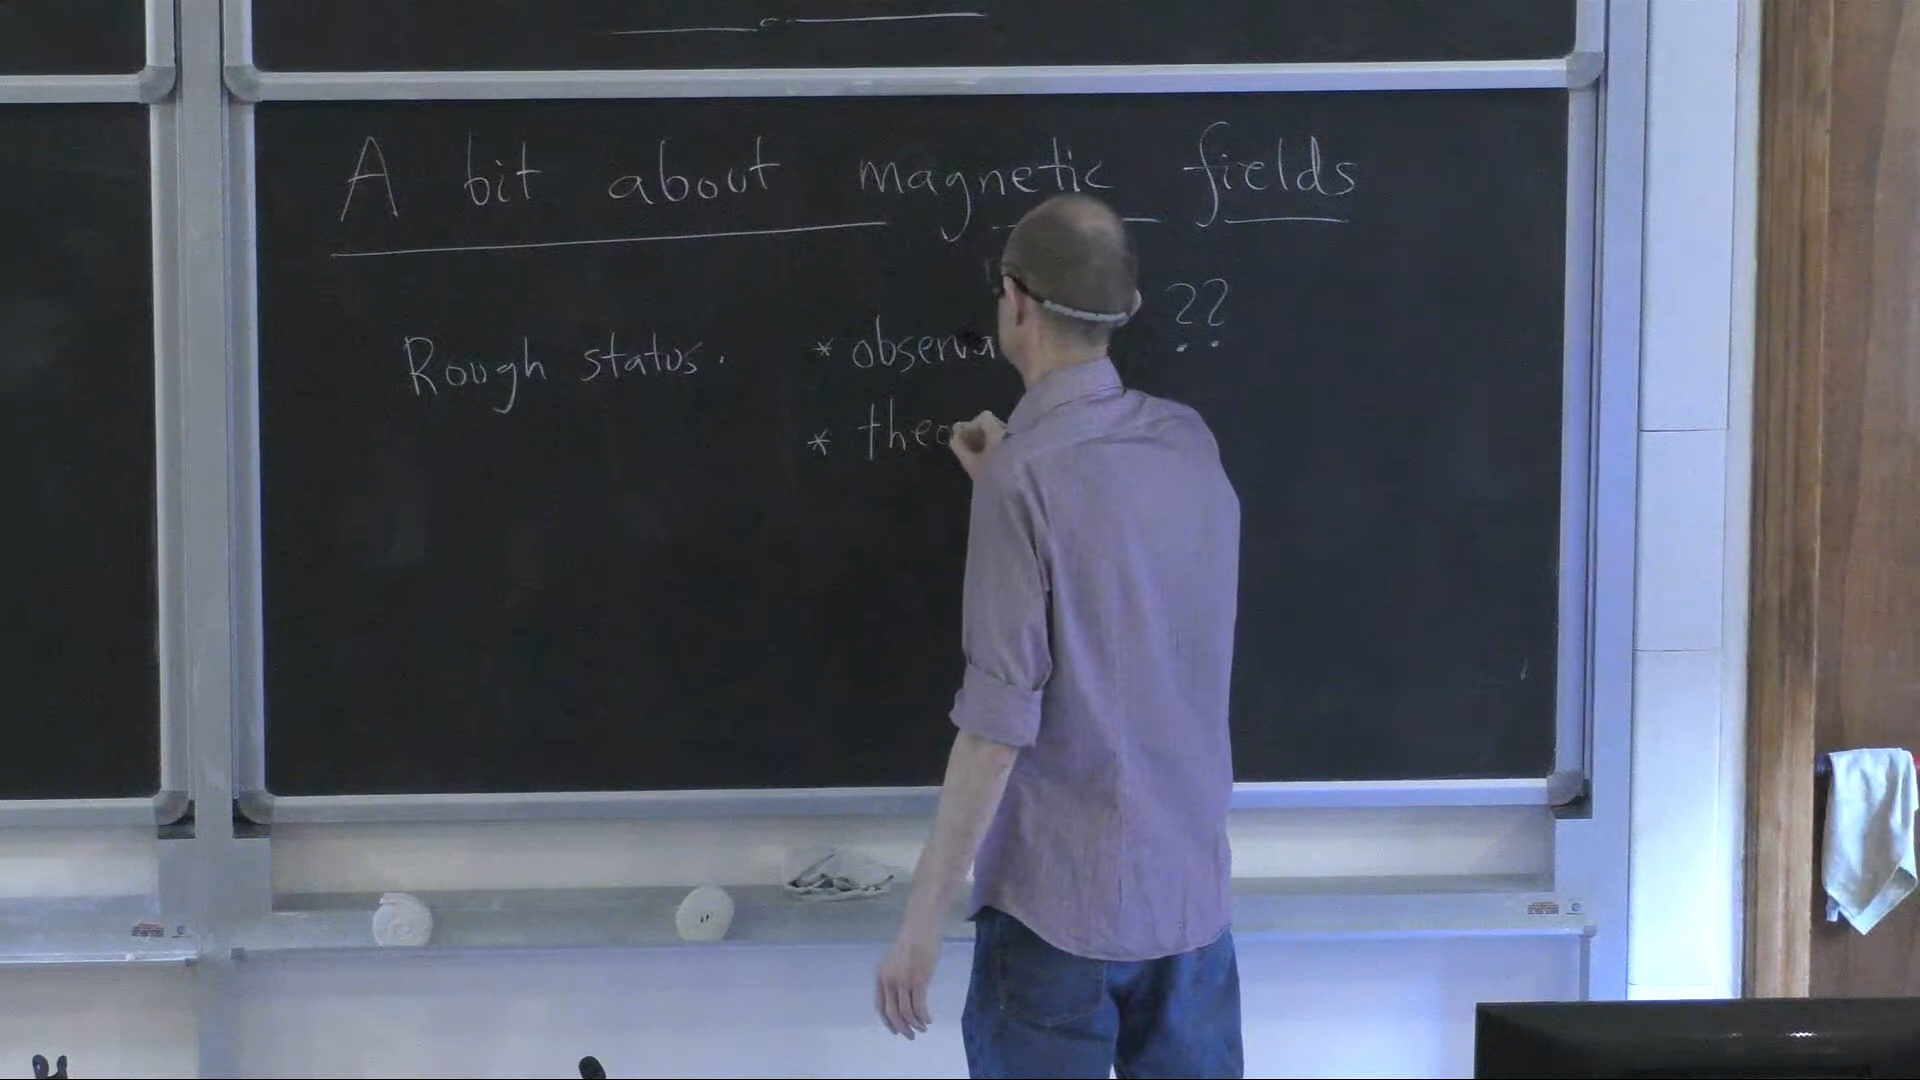 A bit about magnetic fields
Rough status. * observa ??
* theo